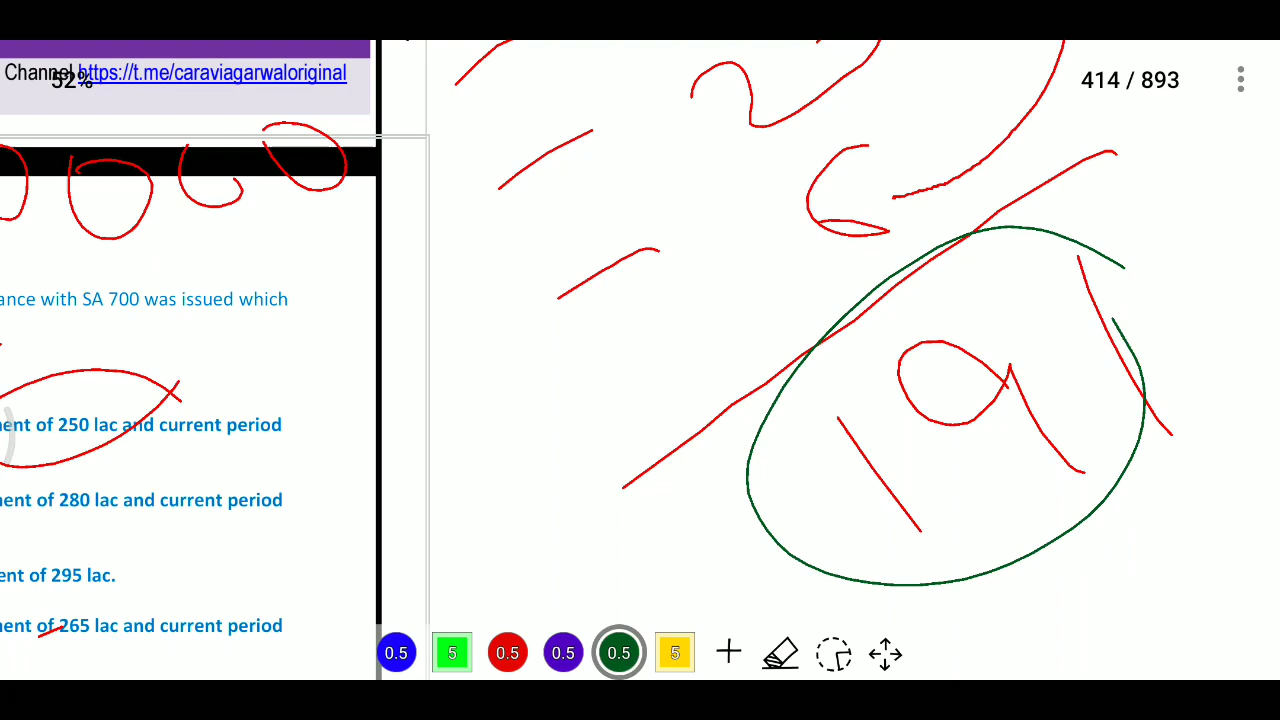 Channel https://t.me/caraviagarwaloriginal
52%
414 / 893
ance with SA 700 was issued which
ent of 250 lac and current period
ent of 280 lac and current period
ent of 295 lac.
ent of 265 lac and current period
191
0.5 5 0.5 0.5 0.5 5